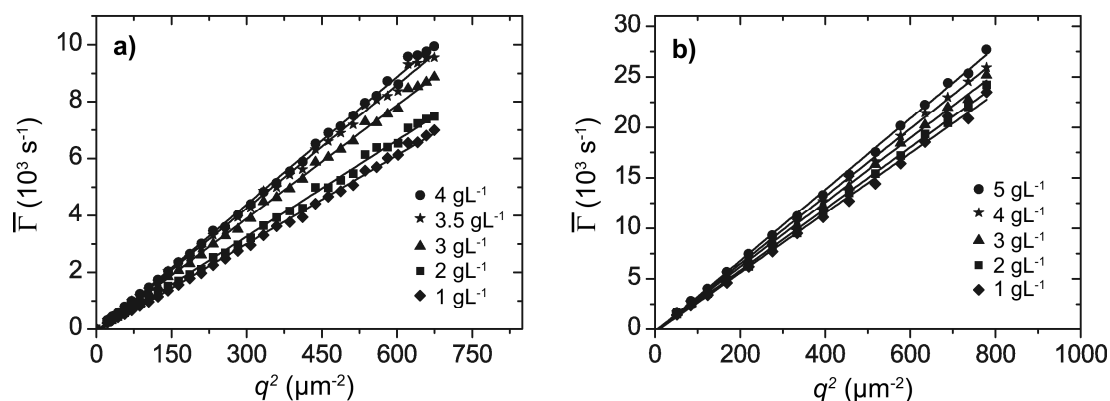 a)
10
8
6
4
2
0
Γ̅ (10³ s⁻¹)
4 gL⁻¹
3.5 gL⁻¹
3 gL⁻¹
2 gL⁻¹
1 gL⁻¹
0 150 300 450 600 750
q² (μm⁻²)
b)
30
25
20
15
10
5
0
Γ̅ (10³ s⁻¹)
5 gL⁻¹
4 gL⁻¹
3 gL⁻¹
2 gL⁻¹
1 gL⁻¹
0 200 400 600 800 1000
q² (μm⁻²)